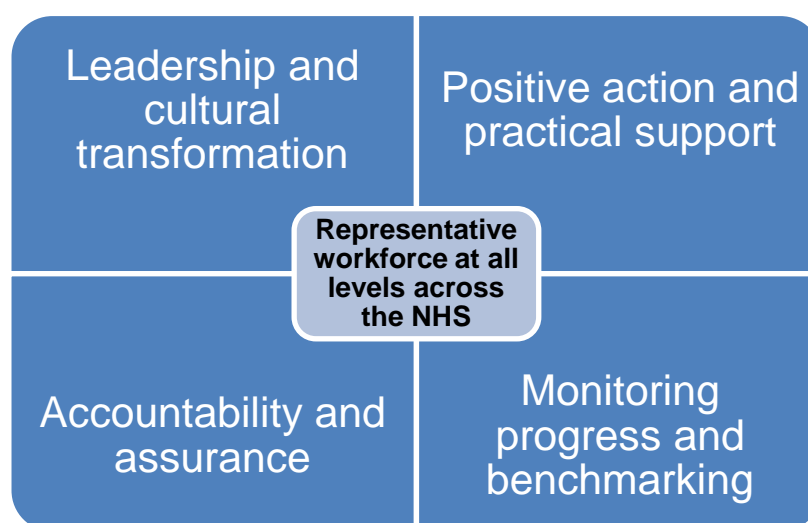 Leadership and
cultural
transformation
Positive action and
practical support
Representative
workforce at all
levels across
the NHS
Accountability and
assurance
Monitoring
progress and
benchmarking